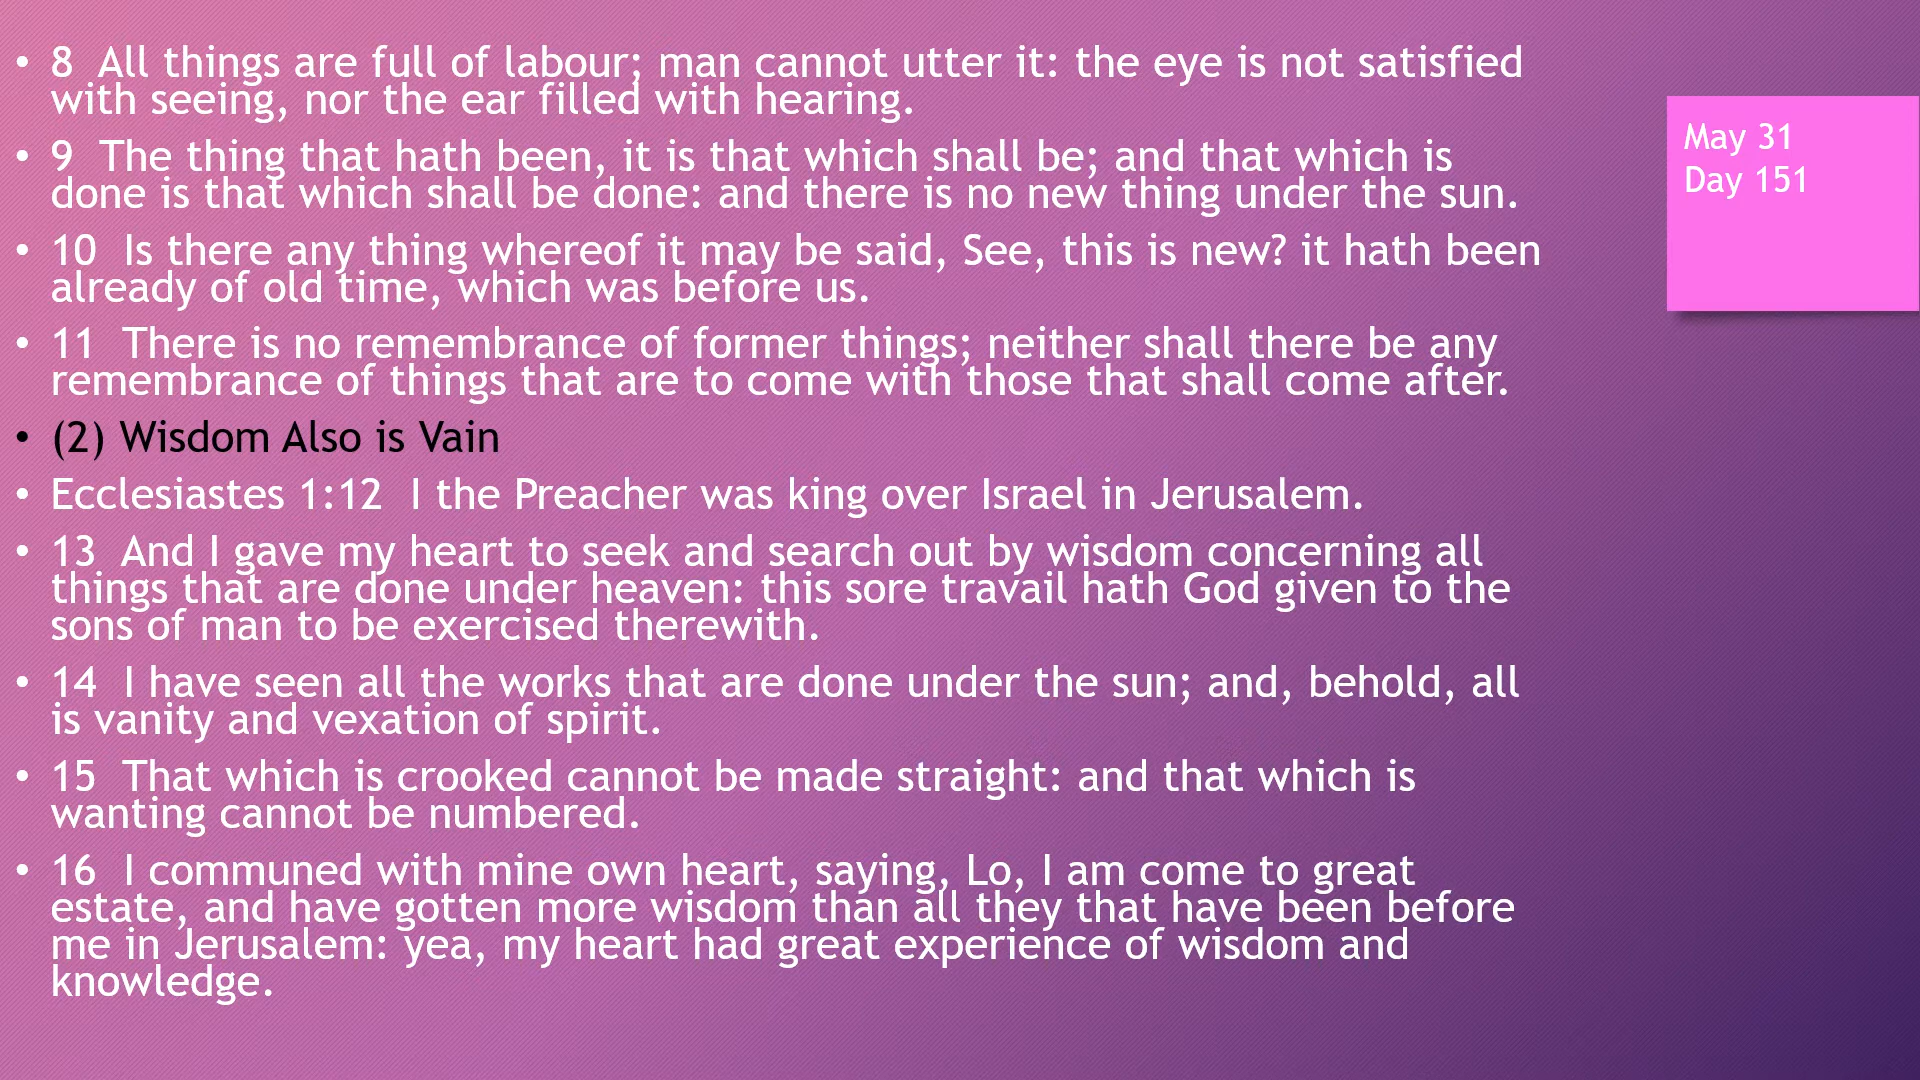 • 8  All things are full of labour; man cannot utter it: the eye is not satisfied
with seeing, nor the ear filled with hearing.
• 9  The thing that hath been, it is that which shall be; and that which is
done is that which shall be done: and there is no new thing under the sun.
• 10  Is there any thing whereof it may be said, See, this is new? it hath been
already of old time, which was before us.
• 11  There is no remembrance of former things; neither shall there be any
remembrance of things that are to come with those that shall come after.
• (2) Wisdom Also is Vain
• Ecclesiastes 1:12  I the Preacher was king over Israel in Jerusalem.
• 13  And I gave my heart to seek and search out by wisdom concerning all
things that are done under heaven: this sore travail hath God given to the
sons of man to be exercised therewith.
• 14  I have seen all the works that are done under the sun; and, behold, all
is vanity and vexation of spirit.
• 15  That which is crooked cannot be made straight: and that which is
wanting cannot be numbered.
• 16  I communed with mine own heart, saying, Lo, I am come to great
estate, and have gotten more wisdom than all they that have been before
me in Jerusalem: yea, my heart had great experience of wisdom and
knowledge.
May 31
Day 151